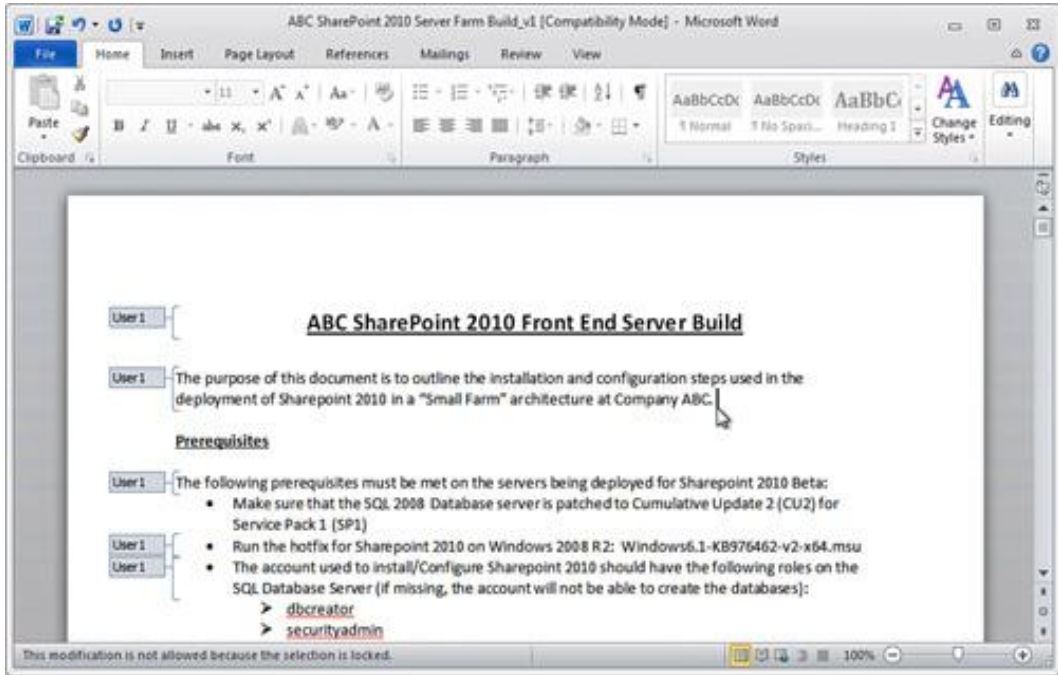 ABC SharePoint 2010 Server Farm Build_v1 [Compatibility Mode] - Microsoft Word
File Home Insert Page Layout References Mailings Review View
11 A A Aa
AaBbCcDc AaBbCcDc AaBbC
Paste B I U abc x, x² A Change Styles Editing
¶ Normal ¶ No Spaci... Heading 1
Clipboard Font Paragraph Styles
User1 ABC SharePoint 2010 Front End Server Build
User1 The purpose of this document is to outline the installation and configuration steps used in the
deployment of Sharepoint 2010 in a "Small Farm" architecture at Company ABC.
Prerequisites
User1 The following prerequisites must be met on the servers being deployed for Sharepoint 2010 Beta:
• Make sure that the SQL 2008 Database server is patched to Cumulative Update 2 (CU2) for
Service Pack 1 (SP1)
User1 • Run the hotfix for Sharepoint 2010 on Windows 2008 R2: Windows6.1-KB976462-v2-x64.msu
User1 • The account used to install/Configure Sharepoint 2010 should have the following roles on the
SQL Database Server (if missing, the account will not be able to create the databases):
➢ dbcreator
➢ securityadmin
This modification is not allowed because the selection is locked. 100%